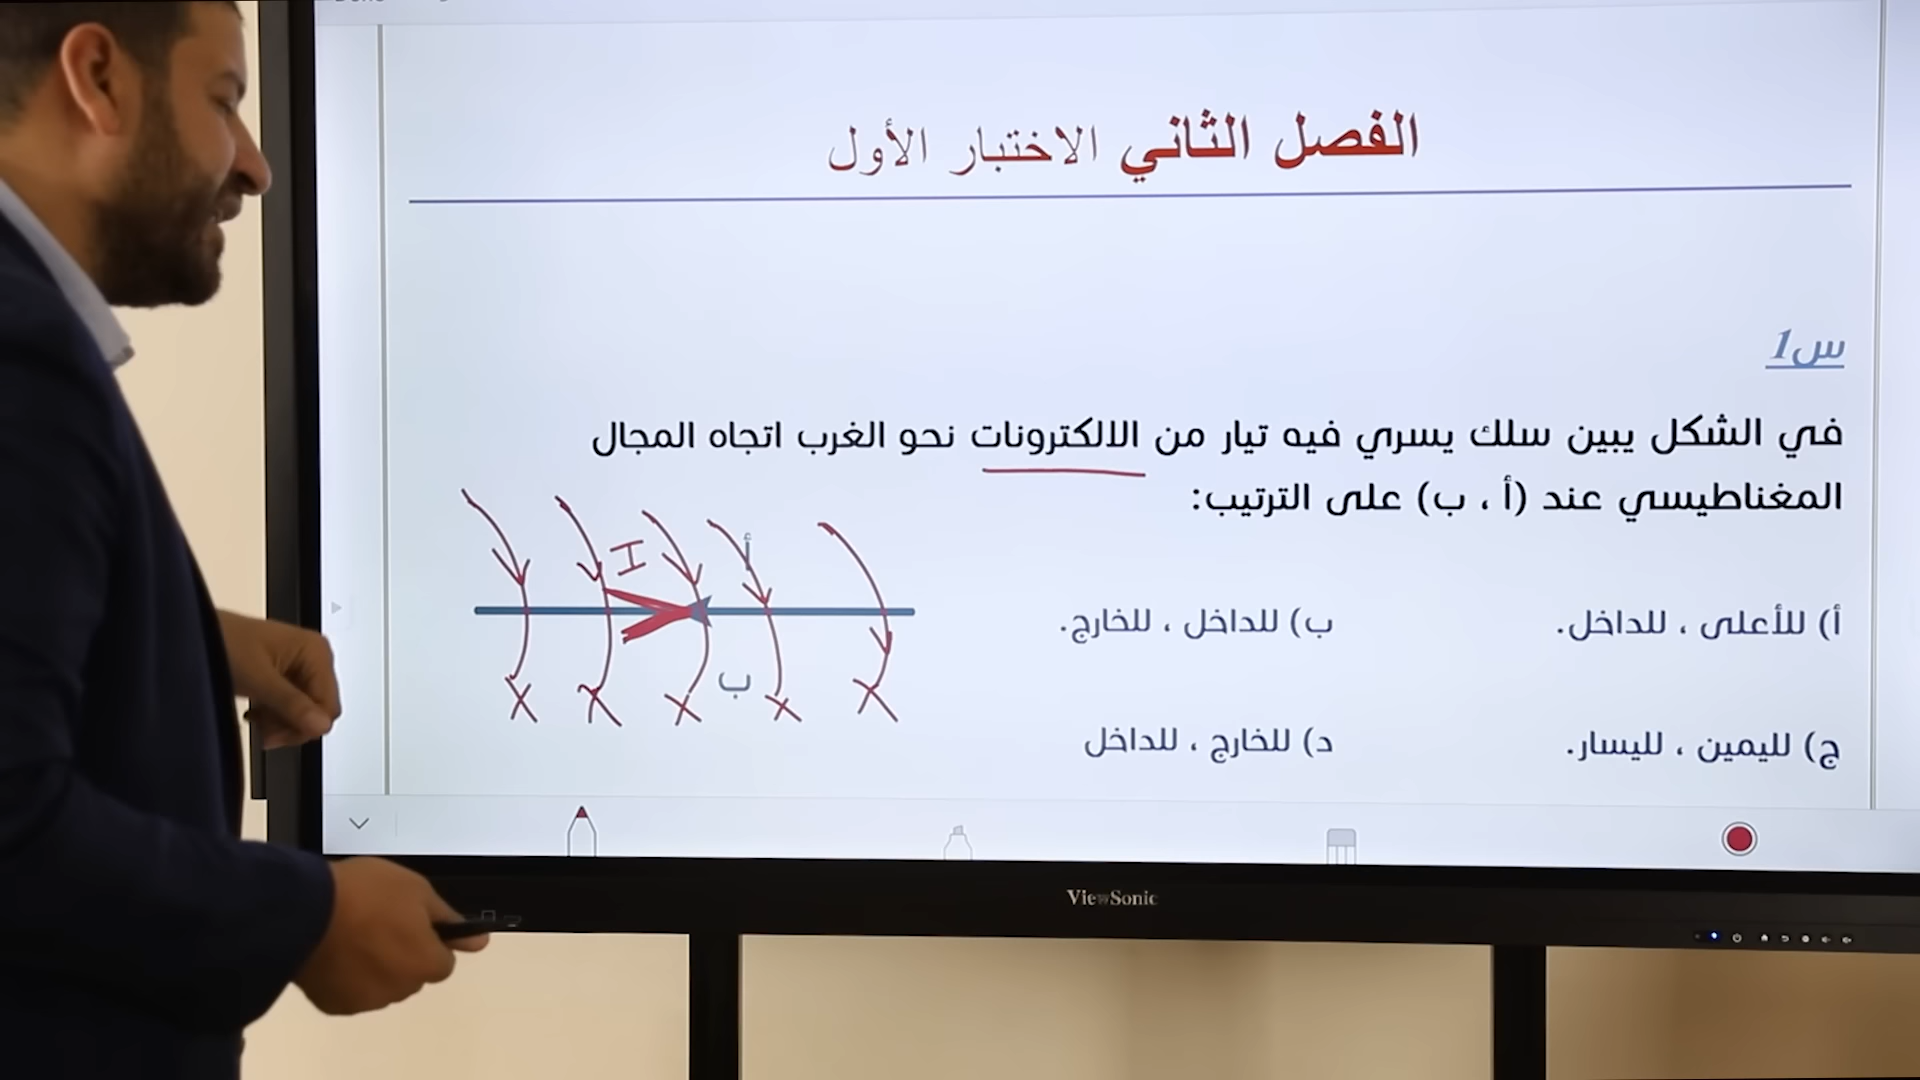 الفصل الثاني الاختبار الأول
س1
في الشكل يبين سلك يسري فيه تيار من الالكترونات نحو الغرب اتجاه المجال
المغناطيسي عند (أ ، ب) على الترتيب:
أ) للأعلى ، للداخل.
ب) للداخل ، للخارج.
ج) لليمين ، لليسار.
د) للخارج ، للداخل
I
أ
ب
X X X X X
ViewSonic